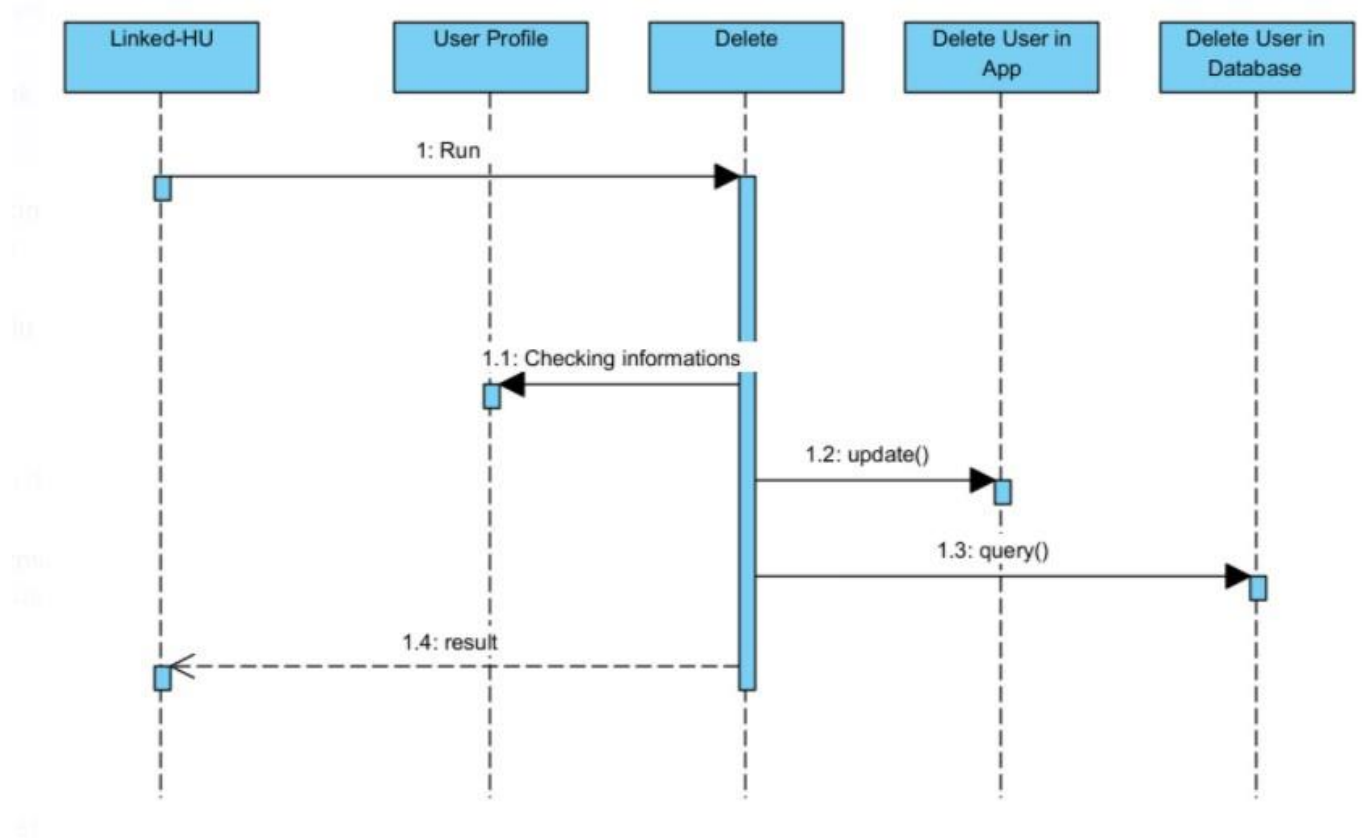 Linked-HU
User Profile
Delete
Delete User in
App
Delete User in
Database
1: Run
1.1: Checking informations
1.2: update()
1.3: query()
1.4: result